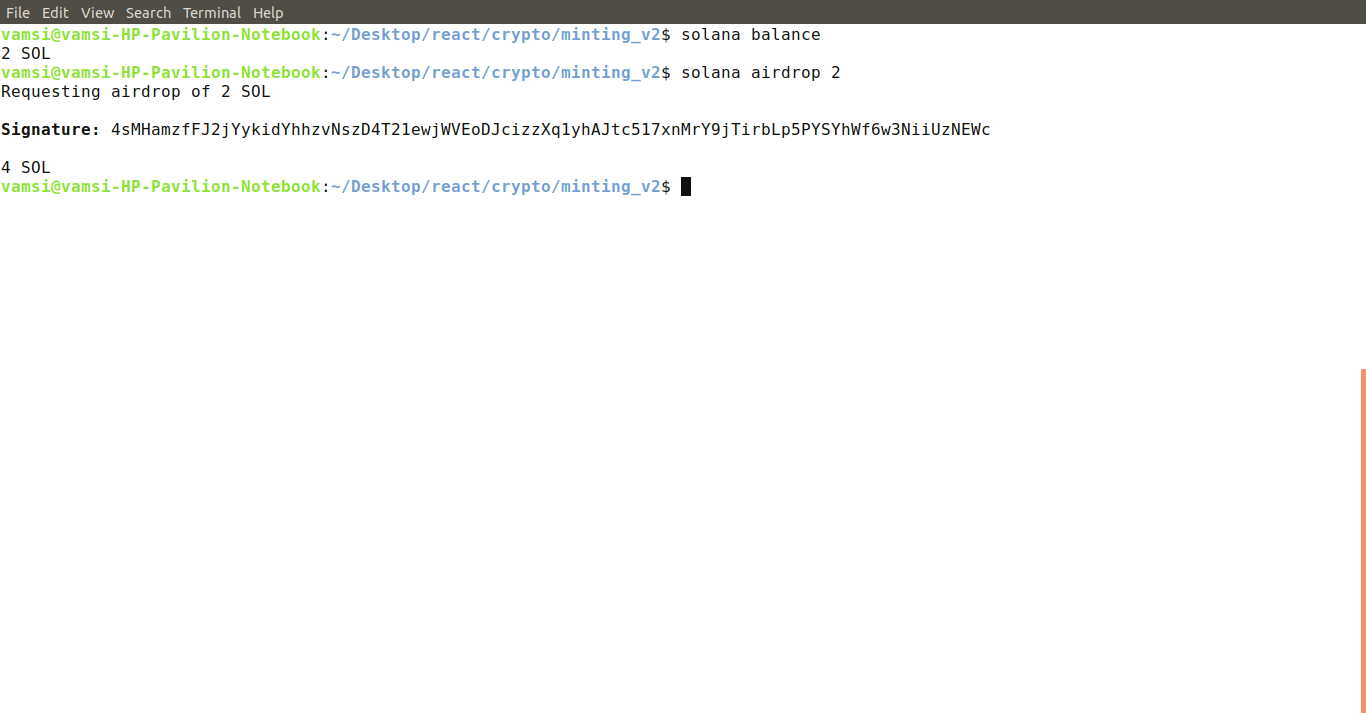 File Edit View Search Terminal Help
vamsi@vamsi-HP-Pavilion-Notebook:~/Desktop/react/crypto/minting_v2$ solana balance
2 SOL
vamsi@vamsi-HP-Pavilion-Notebook:~/Desktop/react/crypto/minting_v2$ solana airdrop 2
Requesting airdrop of 2 SOL
Signature: 4sMHamzfFJ2jYykidYhhzvNszD4T21ewjWVEoDJcizzXq1yhAJtc517xnMrY9jTirbLp5PYSYhWf6w3NiiUzNEWc
4 SOL
vamsi@vamsi-HP-Pavilion-Notebook:~/Desktop/react/crypto/minting_v2$